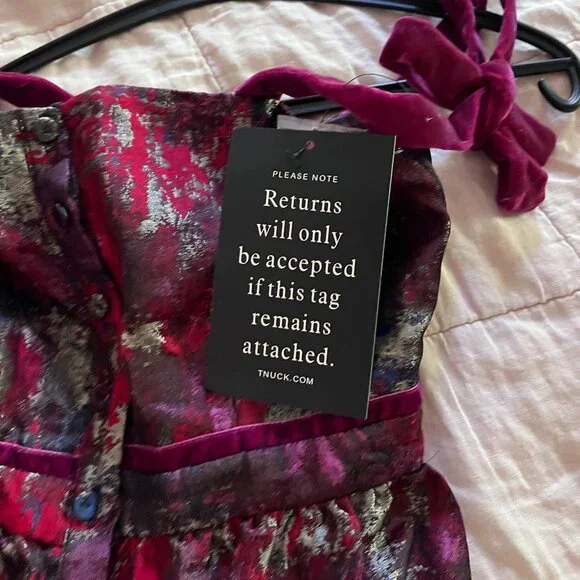 PLEASE NOTE
Returns
will only
be accepted
if this tag
remains
attached.
TNUCK.COM